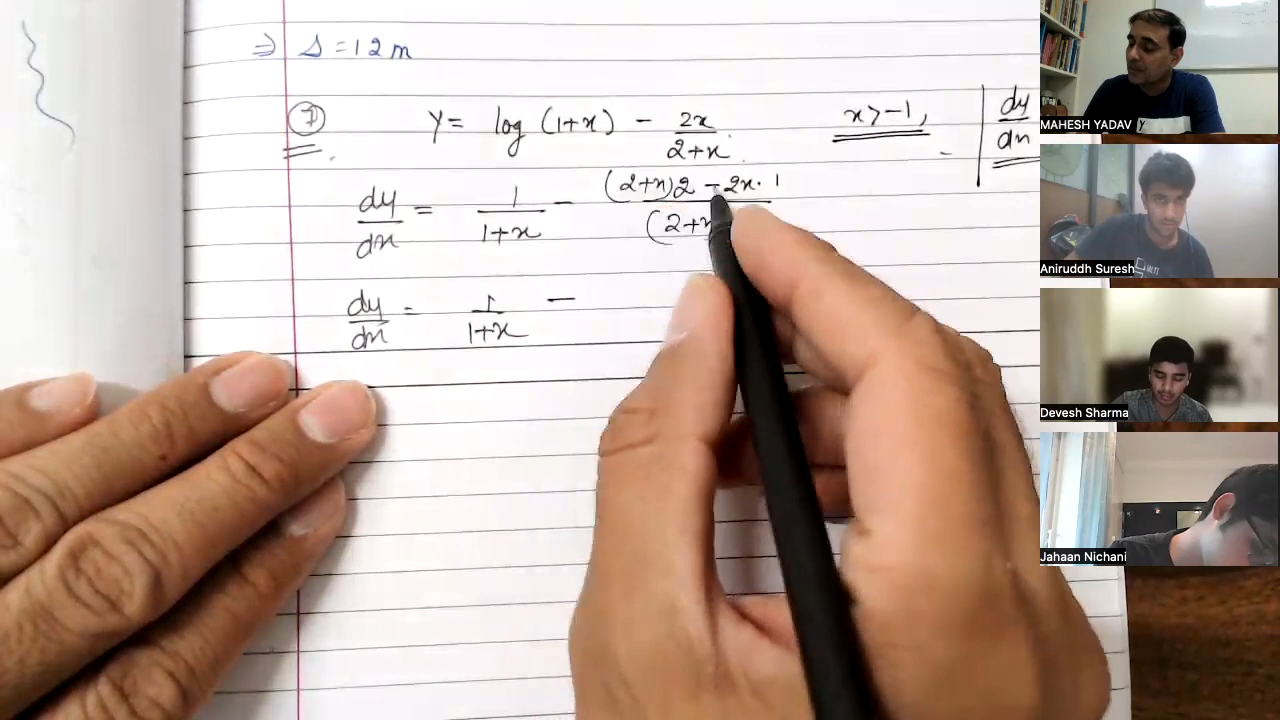 ⇒ S = 12 m
⑦ y = log (1+x) − 2x/2+x x > −1, | dy/dx
dy/dx = 1/1+x − (2+x)2 − 2x·1/(2+x
dy/dx = 1/1+x −
MAHESH YADAV
Aniruddh Suresh
Devesh Sharma
Jahaan Nichani